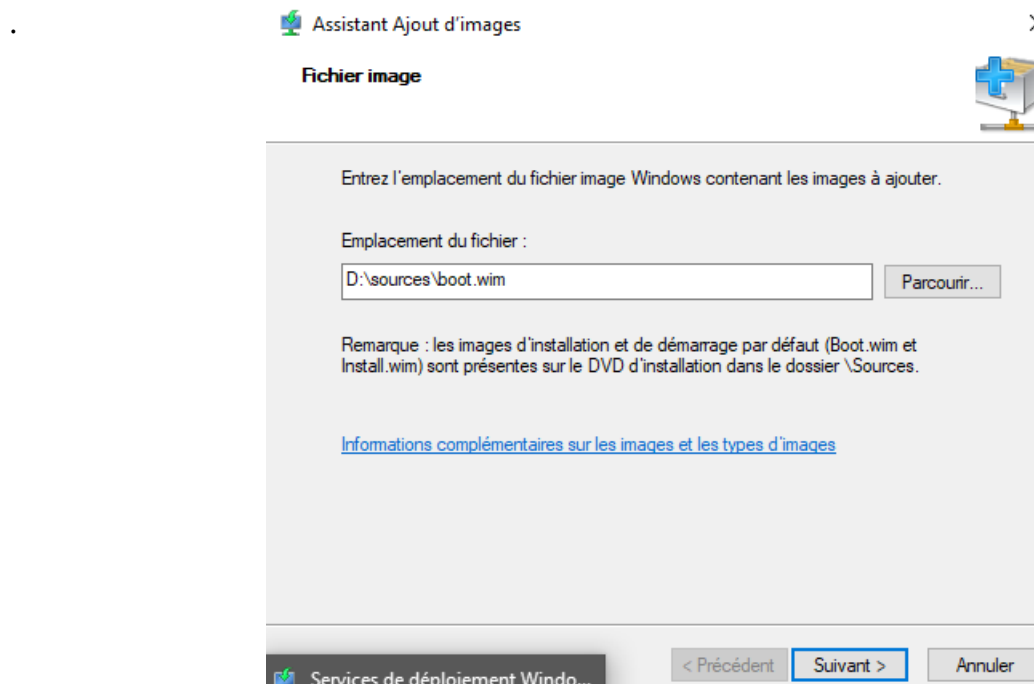 .
Assistant Ajout d'images
Fichier image
Entrez l'emplacement du fichier image Windows contenant les images à ajouter.
Emplacement du fichier :
D:\sources\boot.wim
Parcourir...
Remarque : les images d'installation et de démarrage par défaut (Boot.wim et
Install.wim) sont présentes sur le DVD d'installation dans le dossier \Sources.
Informations complémentaires sur les images et les types d'images
< Précédent
Suivant >
Annuler
Services de déploiement Windo...